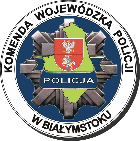 KOMENDA WOJEWÓDZKA POLICJI
POLICJA
W BIAŁYMSTOKU